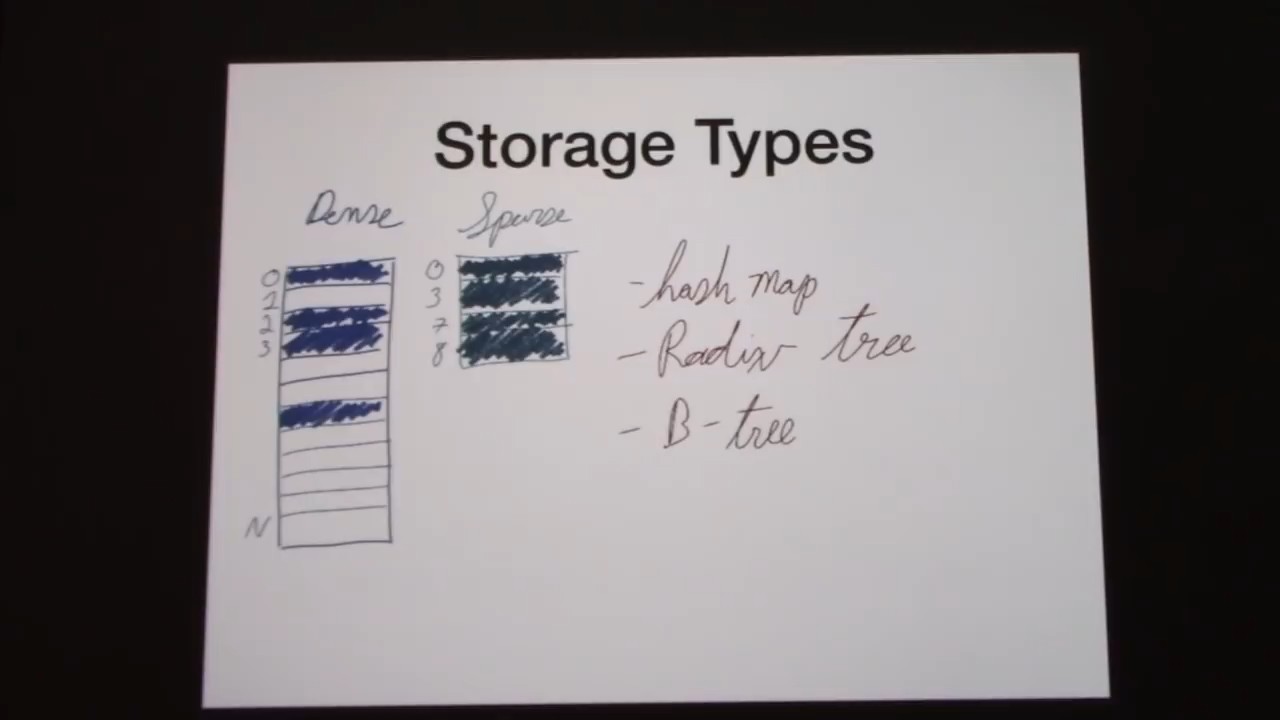 Storage Types
Dense
Sparse
0
1
2
3
N
0
3
7
8
- hash map
- Radix tree
- B-tree